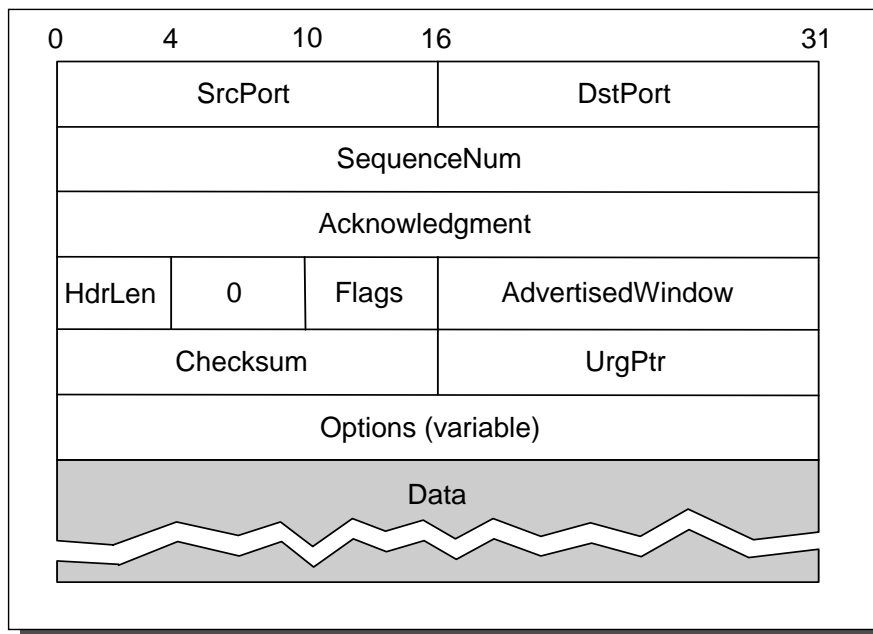 0 4 10 16 31
SrcPort DstPort
SequenceNum
Acknowledgment
HdrLen 0 Flags AdvertisedWindow
Checksum UrgPtr
Options (variable)
Data